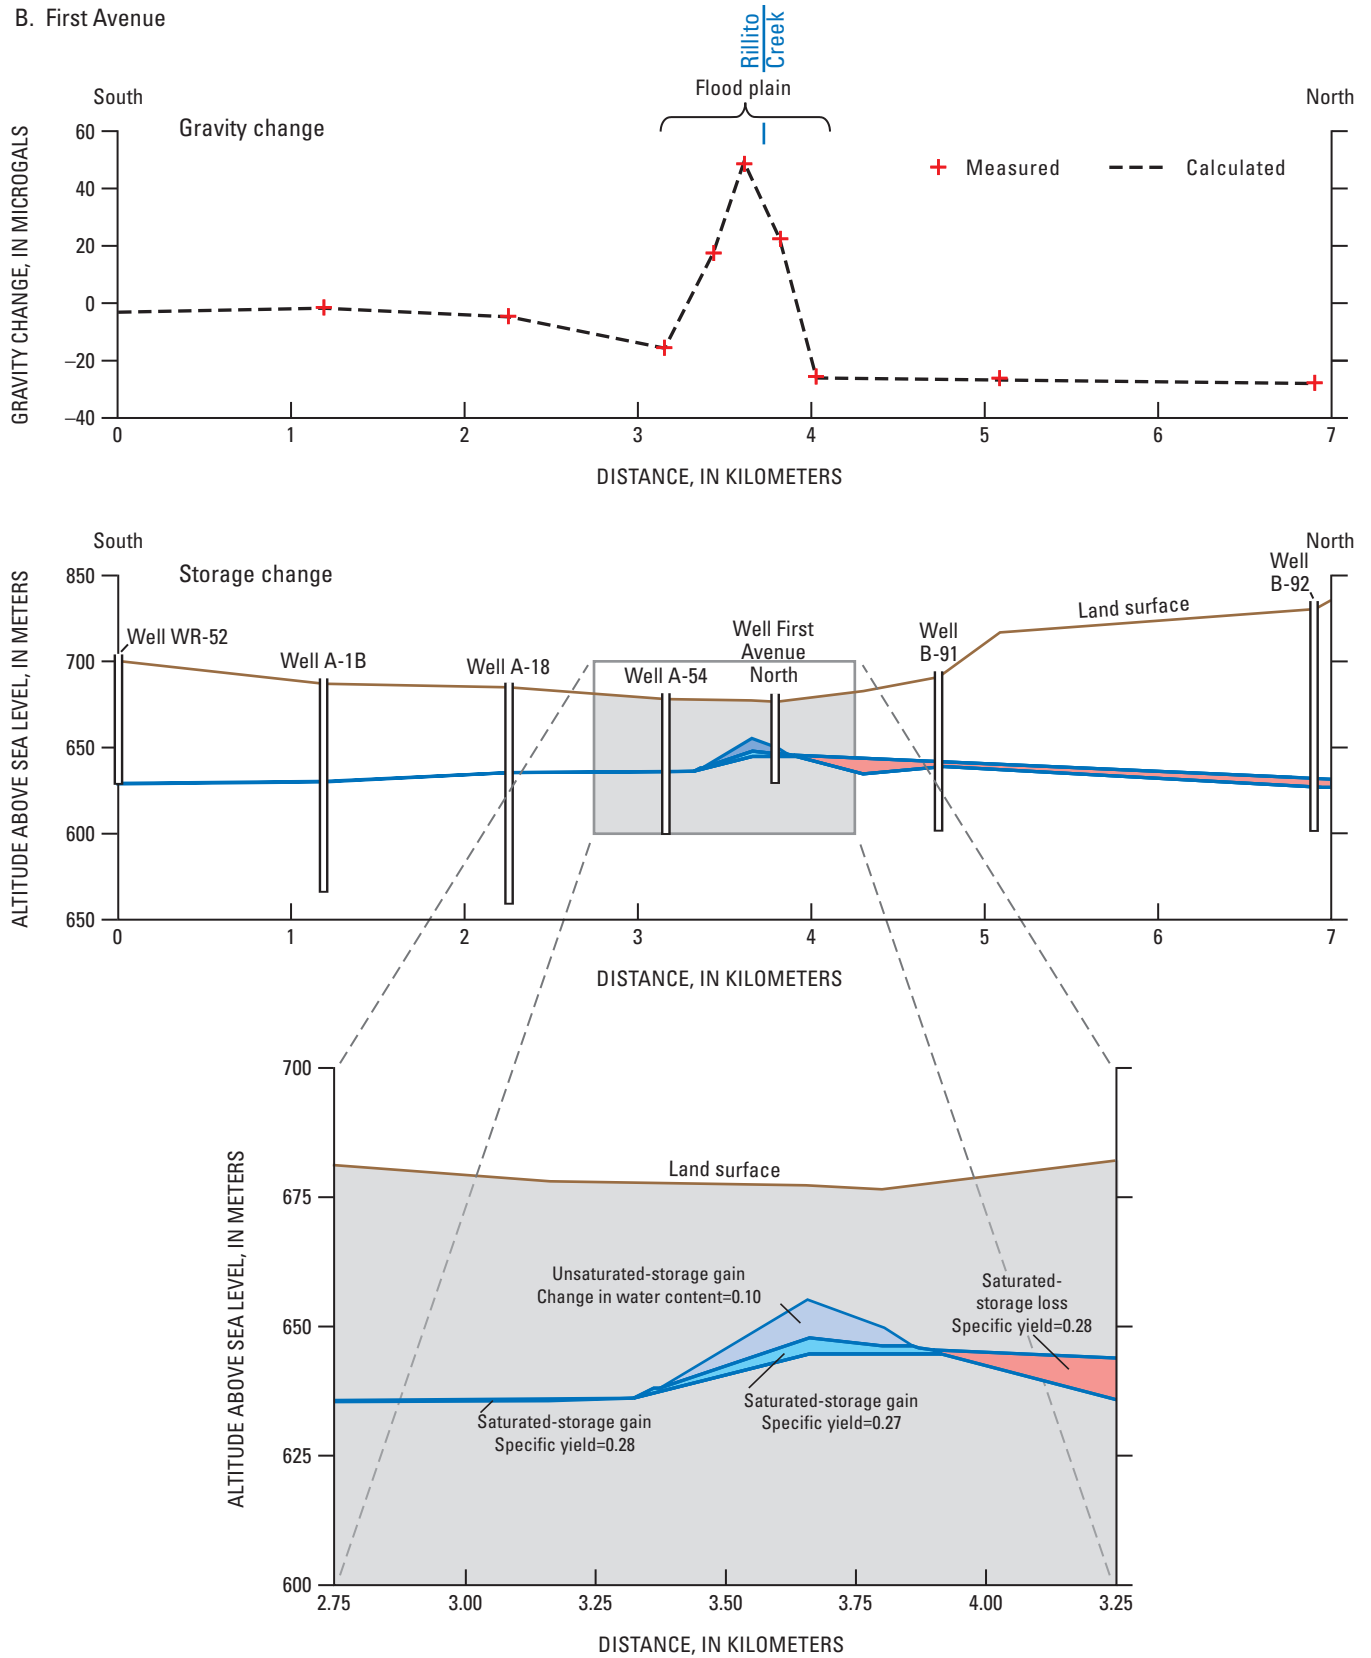 B. First Avenue
Rillito
Creek
Flood plain
South
North
Gravity change
GRAVITY CHANGE, IN MICROGALS
60
40
20
0
–20
–40
Measured
Calculated
0 1 2 3 4 5 6 7
DISTANCE, IN KILOMETERS
South
North
Storage change
ALTITUDE ABOVE SEA LEVEL, IN METERS
850
700
650
600
650
Well WR-52
Well A-1B
Well A-18
Well A-54
Well First
Avenue
North
Well
B-91
Land surface
Well
B-92
0 1 2 3 4 5 6 7
DISTANCE, IN KILOMETERS
ALTITUDE ABOVE SEA LEVEL, IN METERS
700
675
650
625
600
Land surface
Unsaturated-storage gain
Change in water content=0.10
Saturated-
storage loss
Specific yield=0.28
Saturated-storage gain
Specific yield=0.28
Saturated-storage gain
Specific yield=0.27
2.75 3.00 3.25 3.50 3.75 4.00 3.25
DISTANCE, IN KILOMETERS